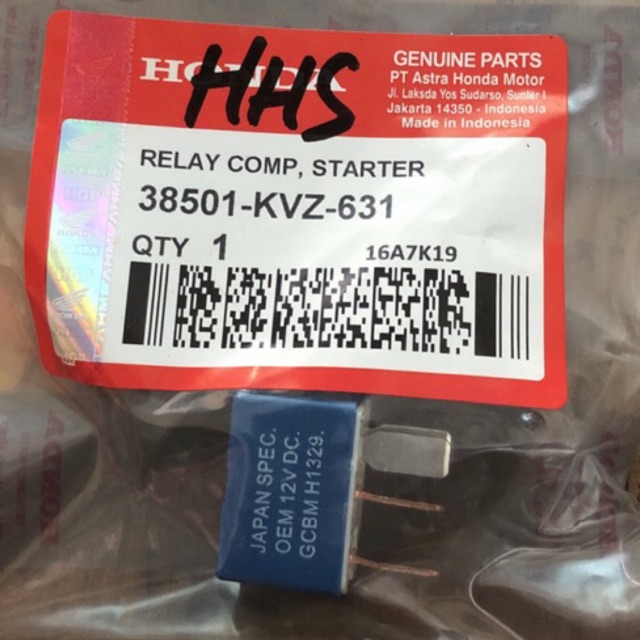 HONDA
HHS
GENUINE PARTS
PT Astra Honda Motor
Jl. Laksda Yos Sudarso, Sunter I
Jakarta 14350 - Indonesia
Made in Indonesia
RELAY COMP, STARTER
38501-KVZ-631
QTY 1
16A7K19
JAPAN SPEC.
OEM 12V DC.
GCBM H1329.